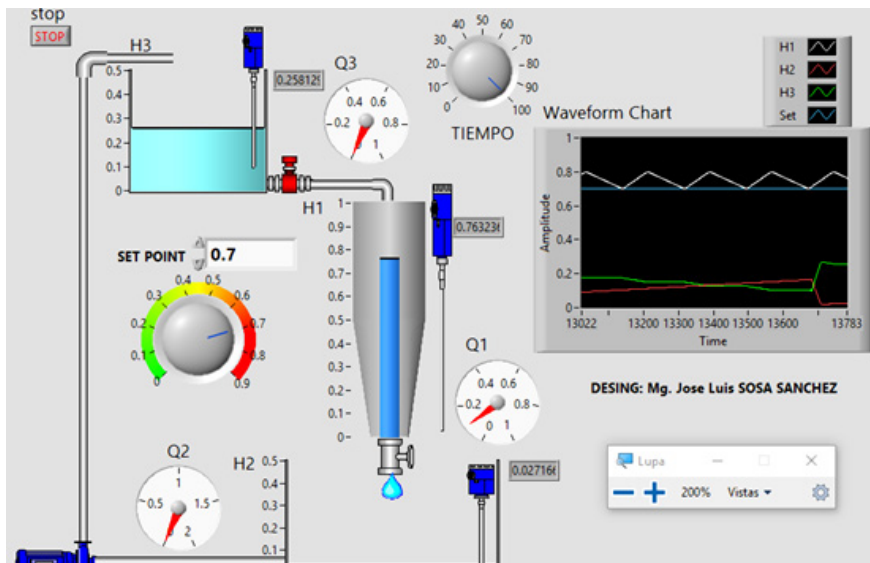 stop
STOP
H3
0.5
0.4
0.3
0.2
0.1
0
0.258129
Q3
0.4 0.6
0.2 0.8
0 1
50
40 60
30 70
20 80
10 90
0 100
TIEMPO
H1
H2
H3
Set
Waveform Chart
Amplitude
1
0.8
0.6
0.4
0.2
0
13022 13200 13300 13400 13500 13600 13783
Time
H1
1
0.9
0.8
0.7
0.6
0.5
0.4
0.3
0.2
0.1
0
0.763236
SET POINT 0.7
0.4 0.5
0.3 0.6
0.2 0.7
0.1 0.8
0 0.9
Q1
0.4 0.6
0.2 0.8
0 1
DESING: Mg. Jose Luis SOSA SANCHEZ
Q2
1
0.5 1.5
2
H2
0.5
0.4
0.3
0.2
0.1
0.027166
Lupa
200% Vistas